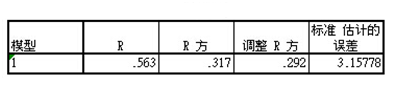 模型 R R 方 调整 R 方 标准 估计的误差
1 .563 .317 .292 3.15778